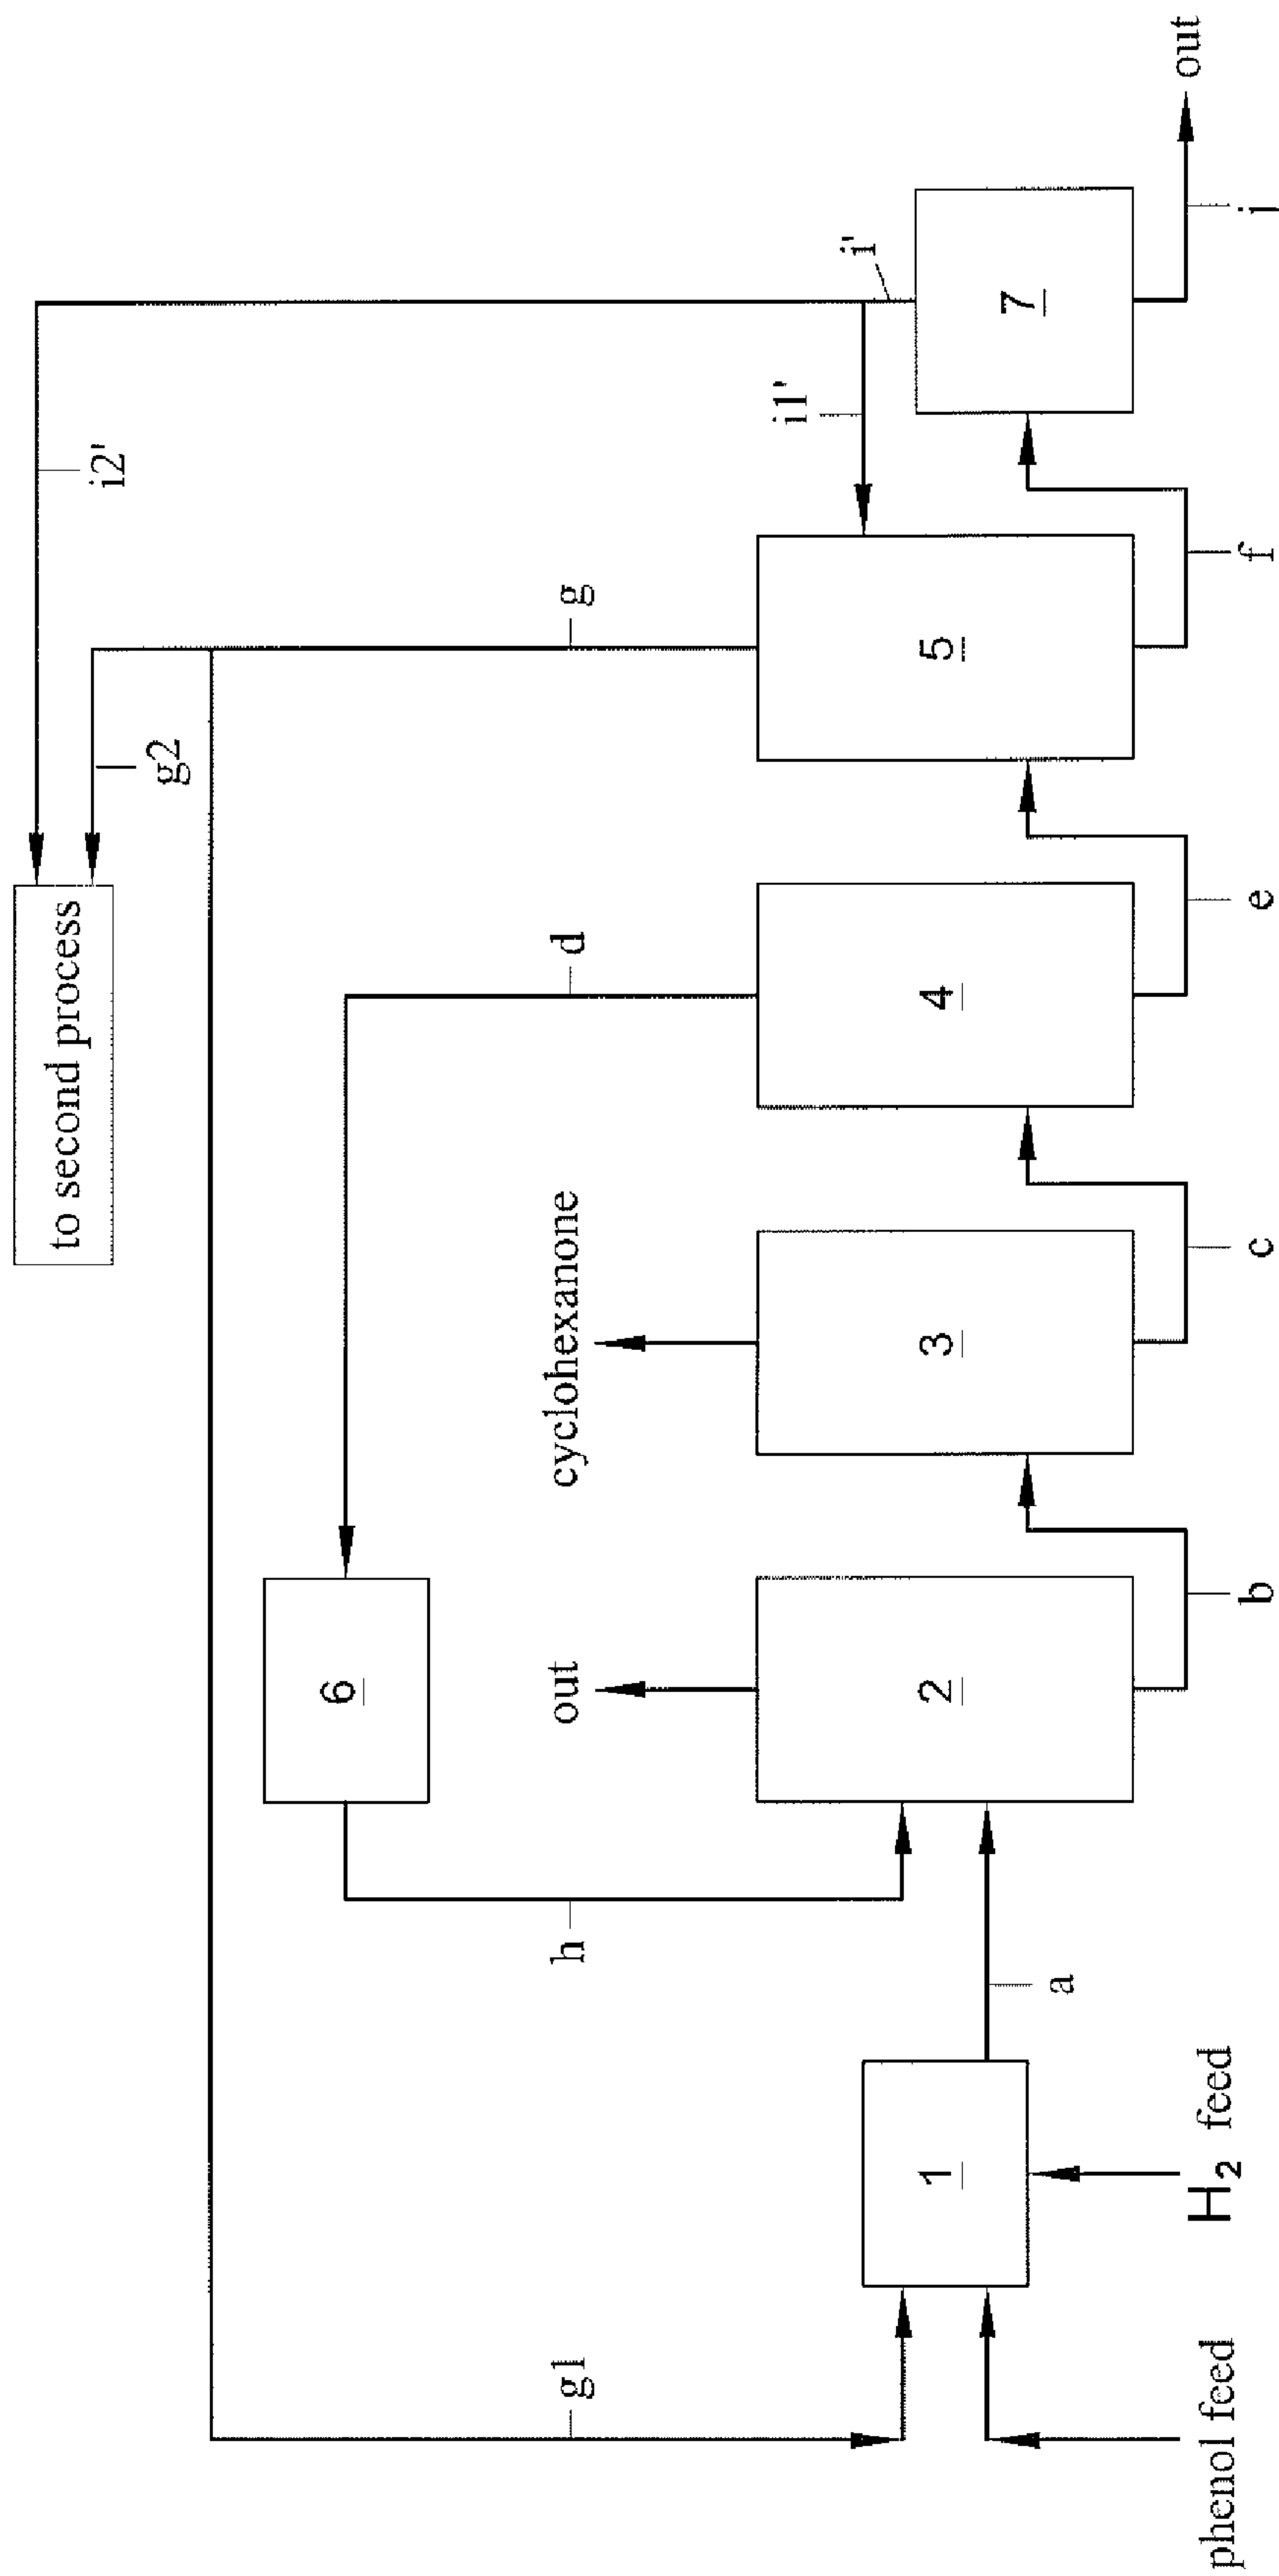 i2'
to second process
g2
g
d
cyclohexanone
6
out
h
g1
i'
i1'
7
5
4
3
2
1
a
out
j
f
e
c
b
H₂ feed
phenol feed